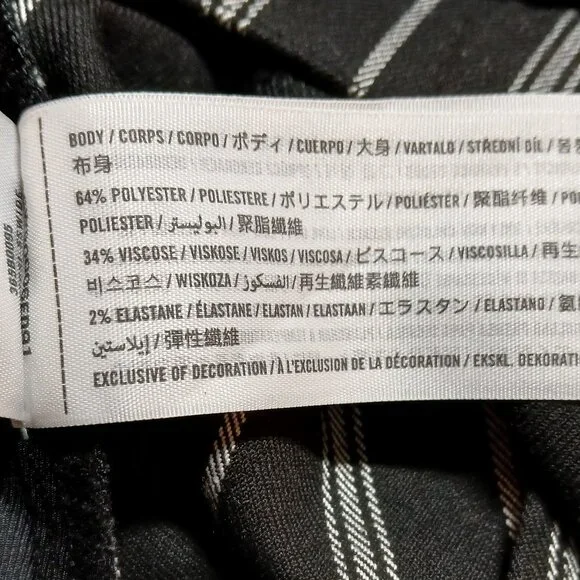 BODY / CORPS / CORPO / ボディ / CUERPO / 大身 / VARTALO / STŘEDNÍ DÍL /
布身
64% POLYESTER / POLIESTERE / ポリエステル / POLIÉSTER / 聚酯纤维 /
POLIESTER / البوليستر / 聚脂纖維
34% VISCOSE / VISKOSE / VISKOS / VISCOSA / ビスコース / VISCOSILLA / 再生
비스코스 / WISKOZA / الفسكوز / 再生纖維素纖維
2% ELASTANE / ÉLASTANE / ELASTAN / ELASTAAN / エラスタン / ELASTANO / 氨
إيلاستين / 彈性纖維
EXCLUSIVE OF DECORATION / À L'EXCLUSION DE LA DÉCORATION / EKSKL. DEKORATI